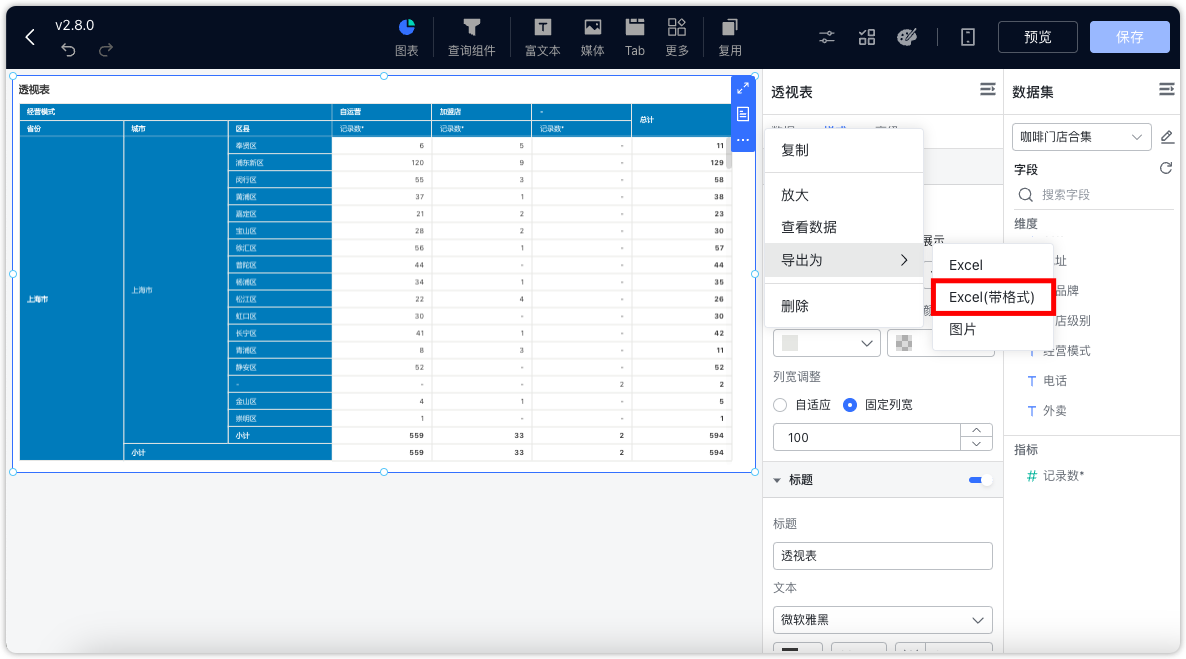 v2.8.0
图表
查询组件
富文本
媒体
Tab
更多
复用
预览
保存
透视表
经营模式 自运营 加盟店 - 总计
省份 城市 区县 记录数* 记录数* 记录数*
奉贤区 6 5 - 11
浦东新区 120 9 - 129
闵行区 55 3 - 58
黄浦区 37 1 - 38
嘉定区 21 2 - 23
宝山区 28 2 - 30
徐汇区 56 1 - 57
普陀区 44 - - 44
杨浦区 34 1 - 35
松江区 22 4 - 26
虹口区 30 - - 30
长宁区 41 1 - 42
青浦区 8 3 - 11
静安区 52 - - 52
- - - 2 2
金山区 4 1 - 5
崇明区 1 - - 1
小计 559 33 2 594
上海市 上海市
小计 559 33 2 594
透视表
复制
放大
查看数据
导出为
删除
Excel
Excel(带格式)
图片
展示
列宽调整
自适应 固定列宽
100
标题
标题
透视表
文本
微软雅黑
数据集
咖啡门店合集
字段
搜索字段
维度
址
品牌
店级别
T 经营模式
T 电话
T 外卖
指标
# 记录数*